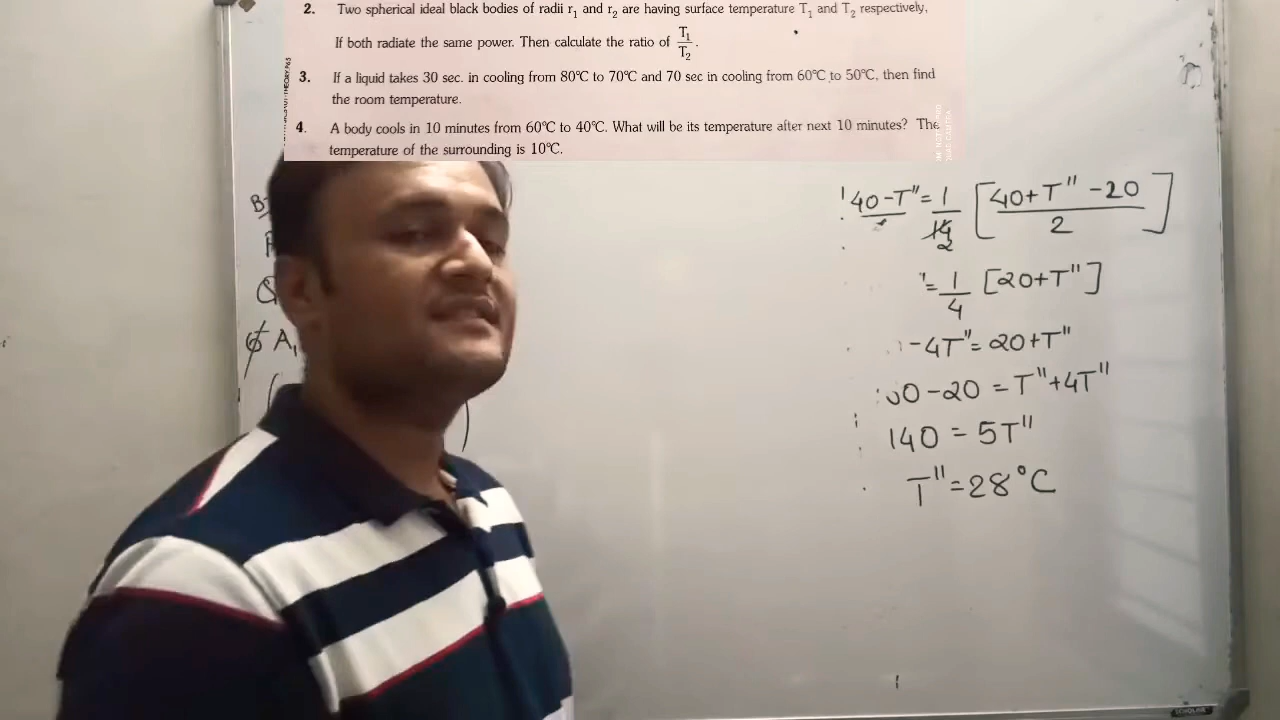 2. Two spherical ideal black bodies of radii r₁ and r₂ are having surface temperature T₁ and T₂ respectively,
If both radiate the same power. Then calculate the ratio of T₁/T₂.
3. If a liquid takes 30 sec. in cooling from 80°C to 70°C and 70 sec in cooling from 60°C to 50°C, then find
the room temperature.
4. A body cools in 10 minutes from 60°C to 40°C. What will be its temperature after next 10 minutes? The
temperature of the surrounding is 10°C.
40-T" = 1/2 [(40+T"-20)/2]
= 1/4 [20+T"]
-4T" = 20+T"
0-20 = T"+4T"
140 = 5T"
T" = 28°C
A₁